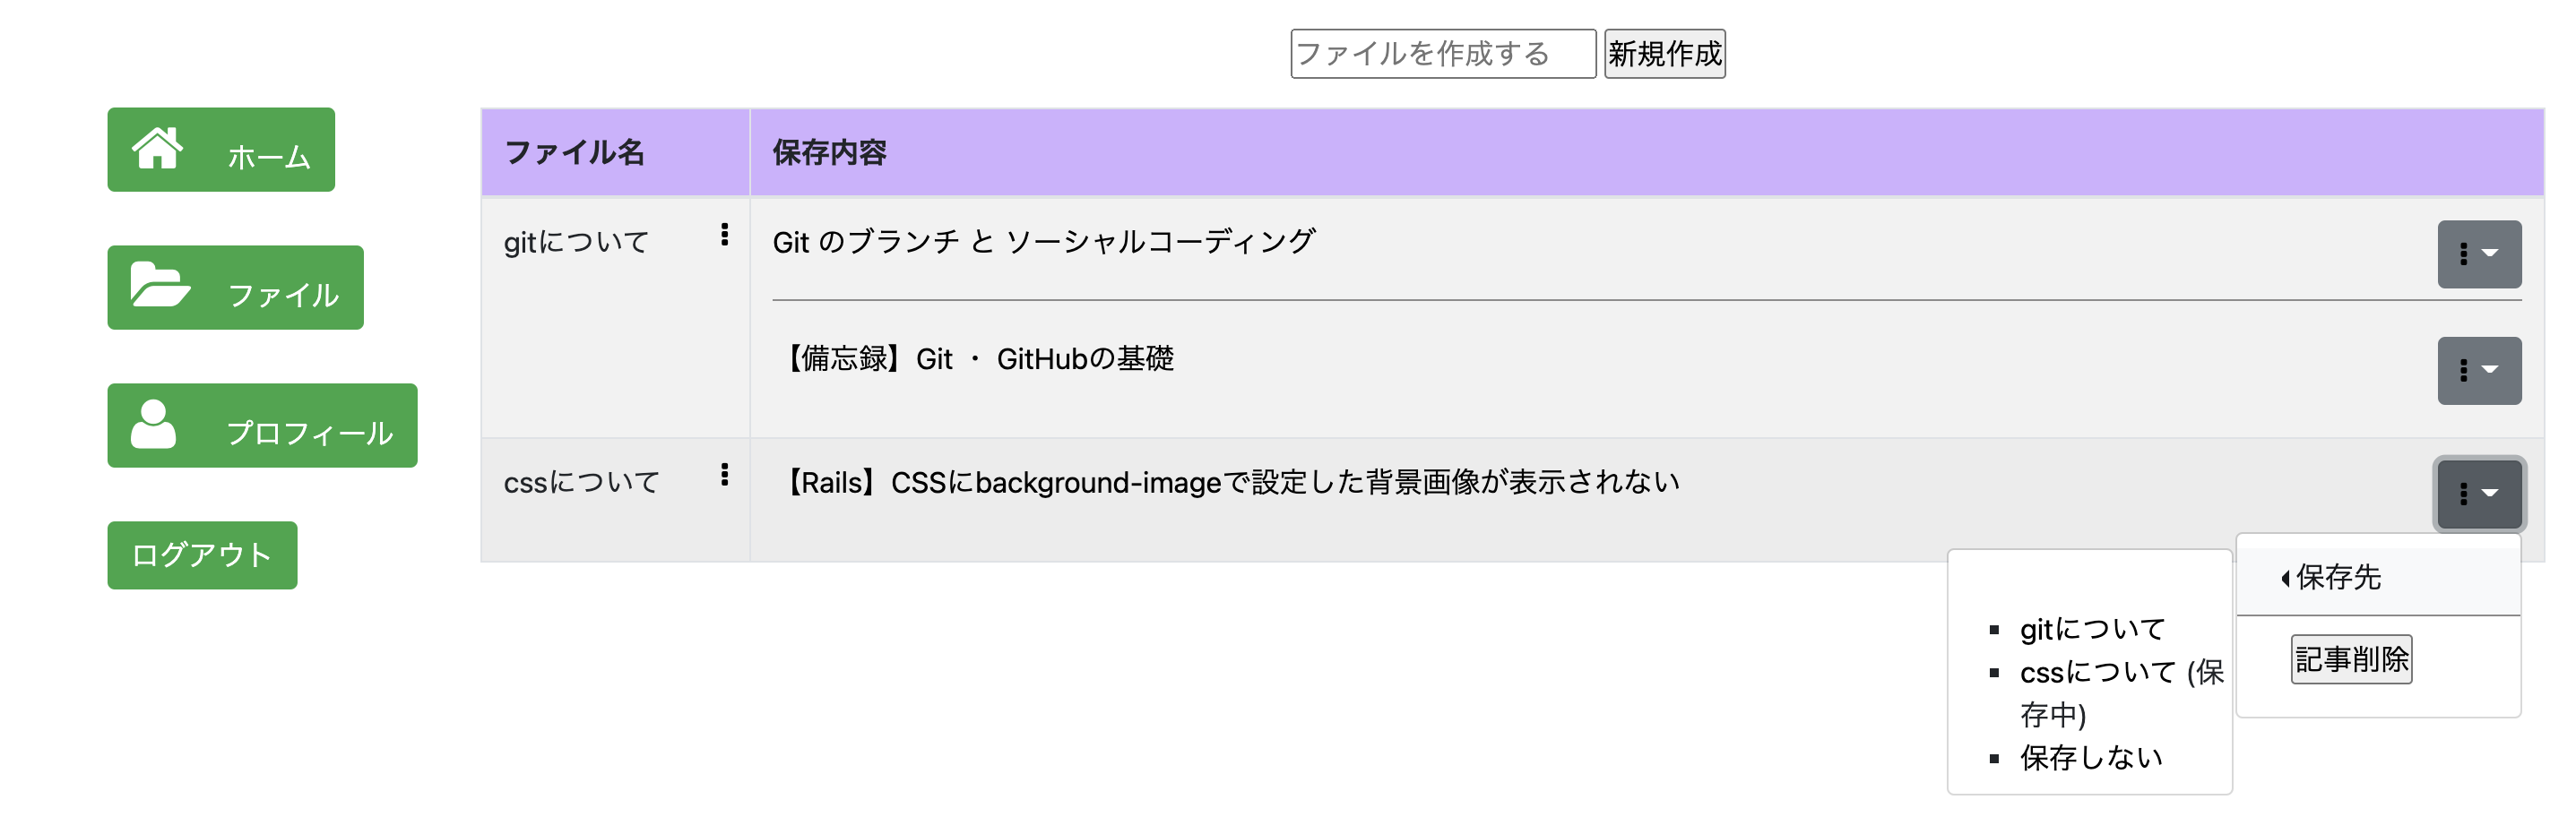 ファイルを作成する 新規作成
ホーム
ファイル
プロフィール
ログアウト
ファイル名 保存内容
gitについて Git のブランチ と ソーシャルコーディング
【備忘録】Git ・ GitHubの基礎
cssについて 【Rails】CSSにbackground-imageで設定した背景画像が表示されない
保存先
記事削除
gitについて
cssについて (保
存中)
保存しない